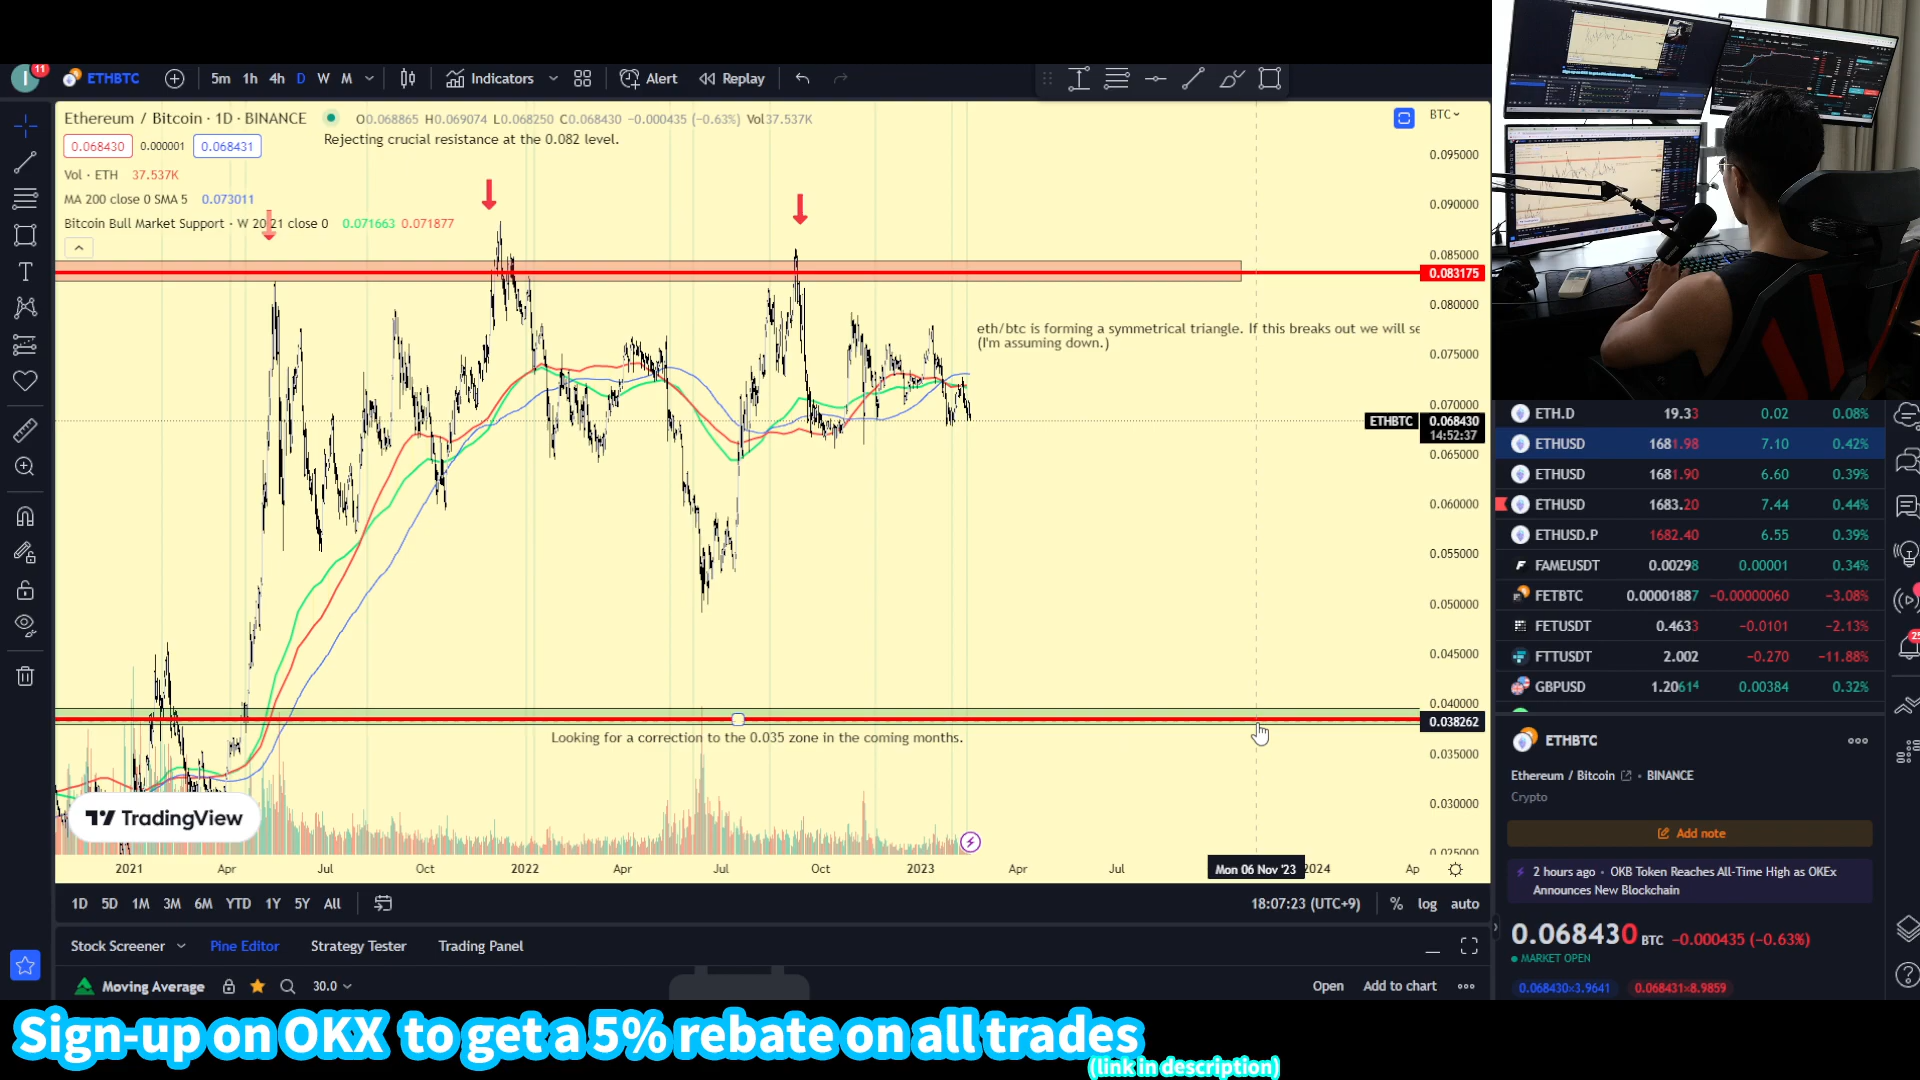 11
ETHBTC
5m 1h 4h D W M
Indicators
Alert
Replay
Ethereum / Bitcoin · 1D · BINANCE
O0.068865 H0.069074 L0.068250 C0.068430 −0.000435 (−0.63%) Vol37.537K
Rejecting crucial resistance at the 0.082 level.
0.068430 0.000001 0.068431
Vol · ETH 37.537K
MA 200 close 0 SMA 5 0.073011
Bitcoin Bull Market Support · W 20 21 close 0 0.071663 0.071877
BTC
0.095000
0.090000
0.085000
0.083175
0.080000
eth/btc is forming a symmetrical triangle. If this breaks out we will se
(I'm assuming down.)
0.075000
0.070000
ETHBTC 0.068430
14:52:37
0.065000
0.060000
0.055000
0.050000
0.045000
0.040000
0.038262
Looking for a correction to the 0.035 zone in the coming months.
0.035000
0.030000
0.025000
TradingView
2021 Apr Jul Oct 2022 Apr Jul Oct 2023 Apr Jul Mon 06 Nov '23 2024 Ap
1D 5D 1M 3M 6M YTD 1Y 5Y All
18:07:23 (UTC+9) % log auto
Stock Screener Pine Editor Strategy Tester Trading Panel
Moving Average 30.0 Open Add to chart
ETH.D 19.33 0.02 0.08%
ETHUSD 1681.98 7.10 0.42%
ETHUSD 1681.90 6.60 0.39%
ETHUSD 1683.20 7.44 0.44%
ETHUSD.P 1682.40 6.55 0.39%
FAMEUSDT 0.00298 0.00001 0.34%
FETBTC 0.00001887 −0.00000060 −3.08%
FETUSDT 0.4633 −0.0101 −2.13%
FTTUSDT 2.002 −0.270 −11.88%
GBPUSD 1.20614 0.00384 0.32%
25
ETHBTC
Ethereum / Bitcoin · BINANCE
Crypto
Add note
2 hours ago · OKB Token Reaches All-Time High as OKEx
Announces New Blockchain
0.068430 BTC −0.000435 (−0.63%)
MARKET OPEN
0.068430×3.9641 0.068431×8.9859
Sign-up on OKX to get a 5% rebate on all trades
(link in description)